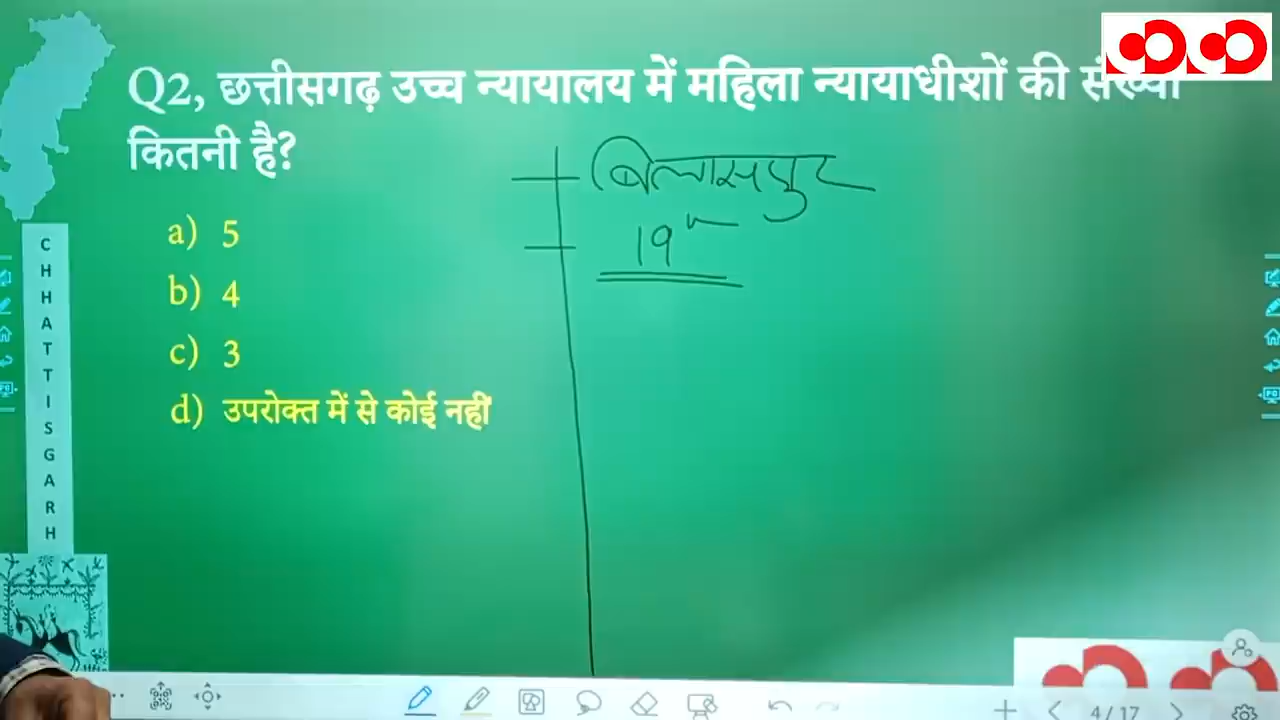 Q2, छत्तीसगढ़ उच्च न्यायालय में महिला न्यायाधीशों की संख्या
कितनी है?
a) 5
b) 4
c) 3
d) उपरोक्त में से कोई नहीं
बिलासपुर
19
CHHATTISGARH
4/17